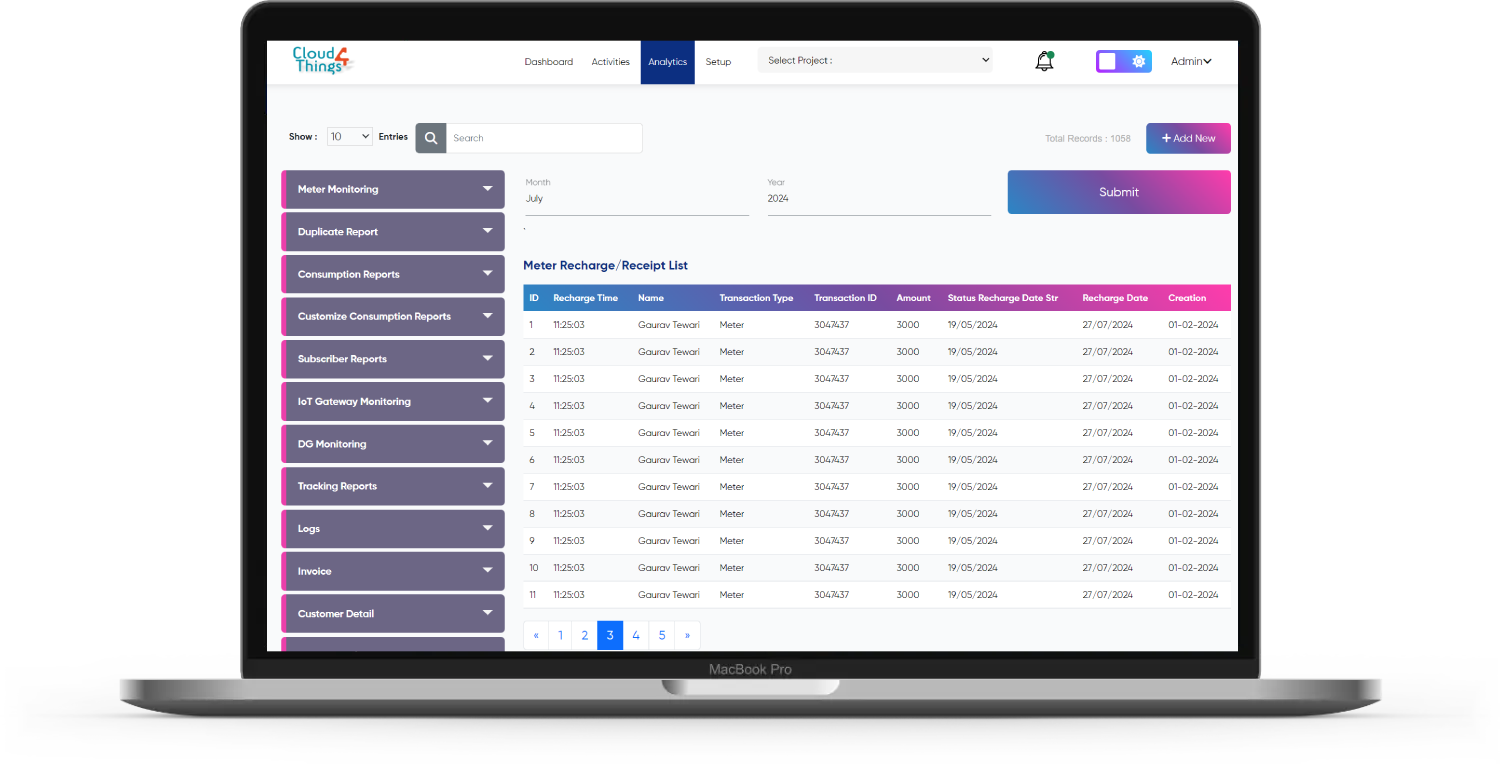 Cloud4
Things
Dashboard Activities Analytics Setup Select Project : Admin
Show : 10 Entries Search Total Records : 1058 + Add New
Meter Monitoring
Duplicate Report
Consumption Reports
Customize Consumption Reports
Subscriber Reports
IoT Gateway Monitoring
DG Monitoring
Tracking Reports
Logs
Invoice
Customer Detail
Month Year
July 2024
Submit
.
Meter Recharge/Receipt List
ID Recharge Time Name Transaction Type Transaction ID Amount Status Recharge Date Str Recharge Date Creation
1 11:25:03 Gaurav Tewari Meter 3047437 3000 19/05/2024 27/07/2024 01-02-2024
2 11:25:03 Gaurav Tewari Meter 3047437 3000 19/05/2024 27/07/2024 01-02-2024
3 11:25:03 Gaurav Tewari Meter 3047437 3000 19/05/2024 27/07/2024 01-02-2024
4 11:25:03 Gaurav Tewari Meter 3047437 3000 19/05/2024 27/07/2024 01-02-2024
5 11:25:03 Gaurav Tewari Meter 3047437 3000 19/05/2024 27/07/2024 01-02-2024
6 11:25:03 Gaurav Tewari Meter 3047437 3000 19/05/2024 27/07/2024 01-02-2024
7 11:25:03 Gaurav Tewari Meter 3047437 3000 19/05/2024 27/07/2024 01-02-2024
8 11:25:03 Gaurav Tewari Meter 3047437 3000 19/05/2024 27/07/2024 01-02-2024
9 11:25:03 Gaurav Tewari Meter 3047437 3000 19/05/2024 27/07/2024 01-02-2024
10 11:25:03 Gaurav Tewari Meter 3047437 3000 19/05/2024 27/07/2024 01-02-2024
11 11:25:03 Gaurav Tewari Meter 3047437 3000 19/05/2024 27/07/2024 01-02-2024
« 1 2 3 4 5 »
MacBook Pro